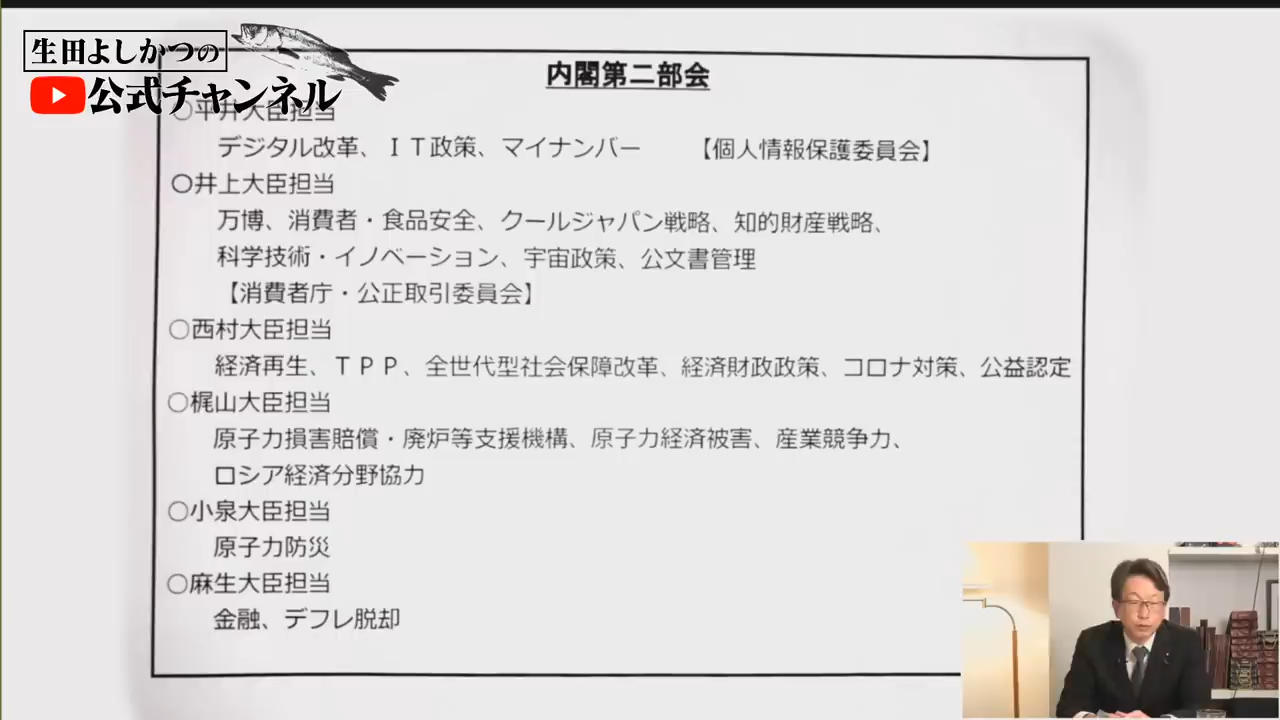 生田よしかつの
公式チャンネル
内閣第二部会
〇平井大臣担当
デジタル改革、ＩＴ政策、マイナンバー　【個人情報保護委員会】
〇井上大臣担当
万博、消費者・食品安全、クールジャパン戦略、知的財産戦略、
科学技術・イノベーション、宇宙政策、公文書管理
【消費者庁・公正取引委員会】
〇西村大臣担当
経済再生、ＴＰＰ、全世代型社会保障改革、経済財政政策、コロナ対策、公益認定
〇梶山大臣担当
原子力損害賠償・廃炉等支援機構、原子力経済被害、産業競争力、
ロシア経済分野協力
〇小泉大臣担当
原子力防災
〇麻生大臣担当
金融、デフレ脱却